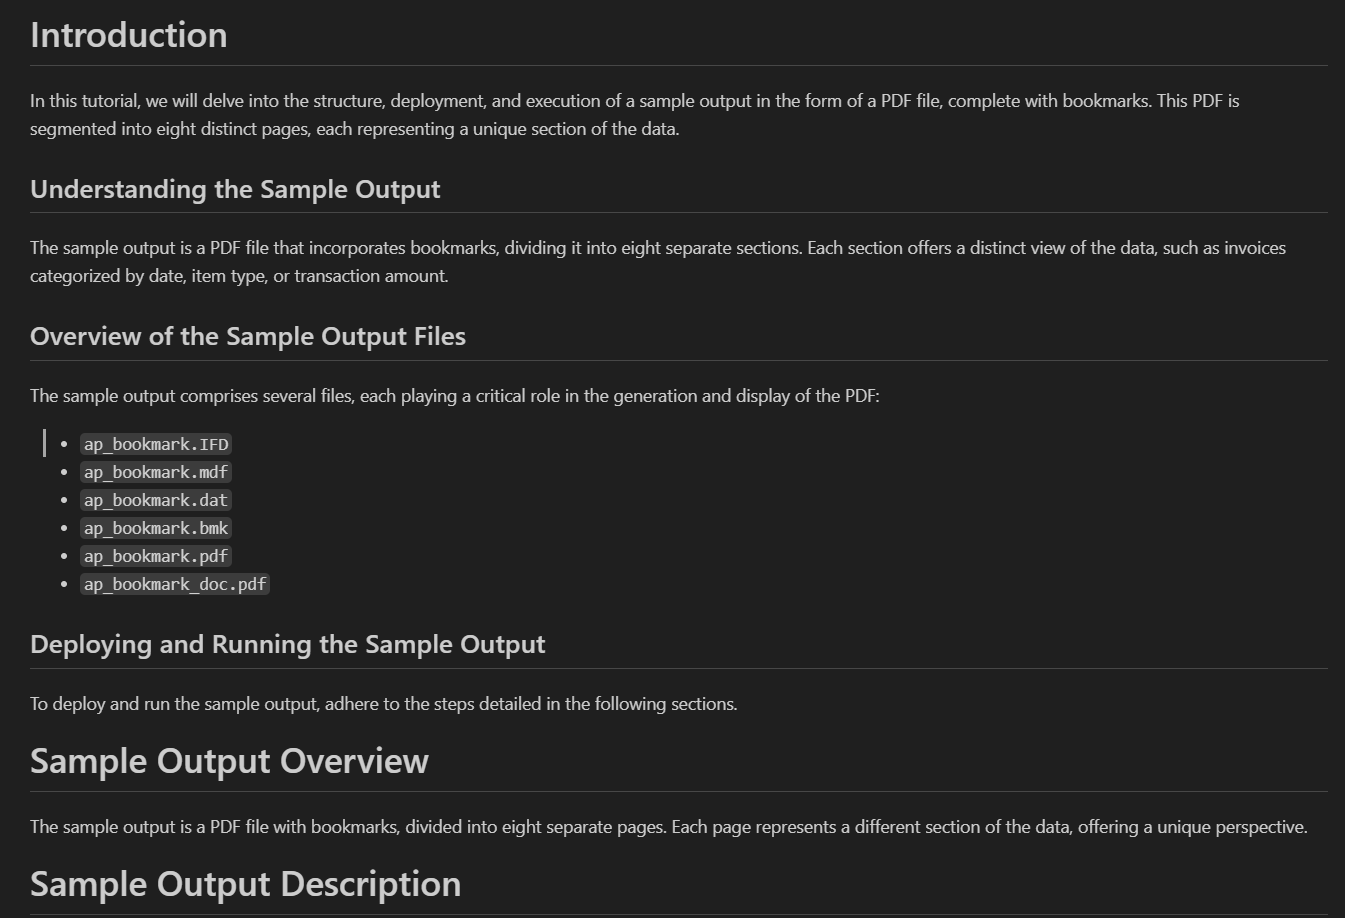 Introduction
In this tutorial, we will delve into the structure, deployment, and execution of a sample output in the form of a PDF file, complete with bookmarks. This PDF is
segmented into eight distinct pages, each representing a unique section of the data.
Understanding the Sample Output
The sample output is a PDF file that incorporates bookmarks, dividing it into eight separate sections. Each section offers a distinct view of the data, such as invoices
categorized by date, item type, or transaction amount.
Overview of the Sample Output Files
The sample output comprises several files, each playing a critical role in the generation and display of the PDF:
• ap_bookmark.IFD
• ap_bookmark.mdf
• ap_bookmark.dat
• ap_bookmark.bmk
• ap_bookmark.pdf
• ap_bookmark_doc.pdf
Deploying and Running the Sample Output
To deploy and run the sample output, adhere to the steps detailed in the following sections.
Sample Output Overview
The sample output is a PDF file with bookmarks, divided into eight separate pages. Each page represents a different section of the data, offering a unique perspective.
Sample Output Description